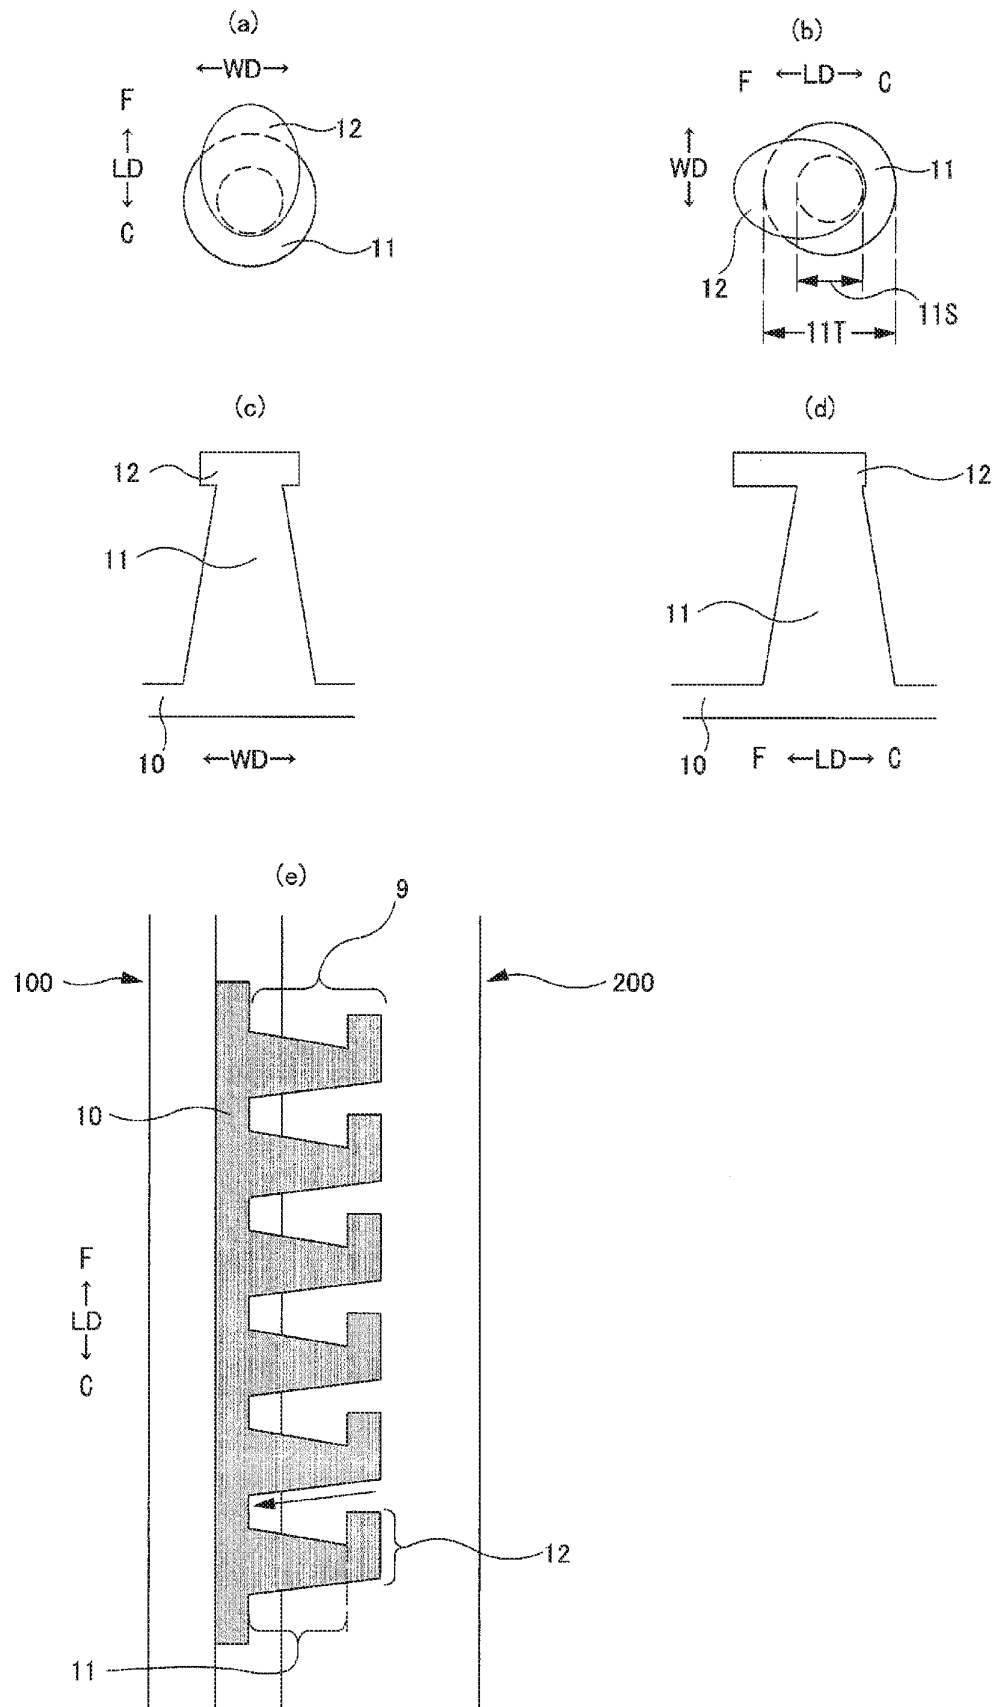 (a)
←WD→
F
↑
LD
↓
C
12
11
(b)
F ←LD→ C
↑
WD
↓
11
12
11S
11T
(c)
12
11
10 ←WD→
(d)
12
11
10 F ←LD→ C
(e)
9
100
200
10
F
↑
LD
↓
C
12
11